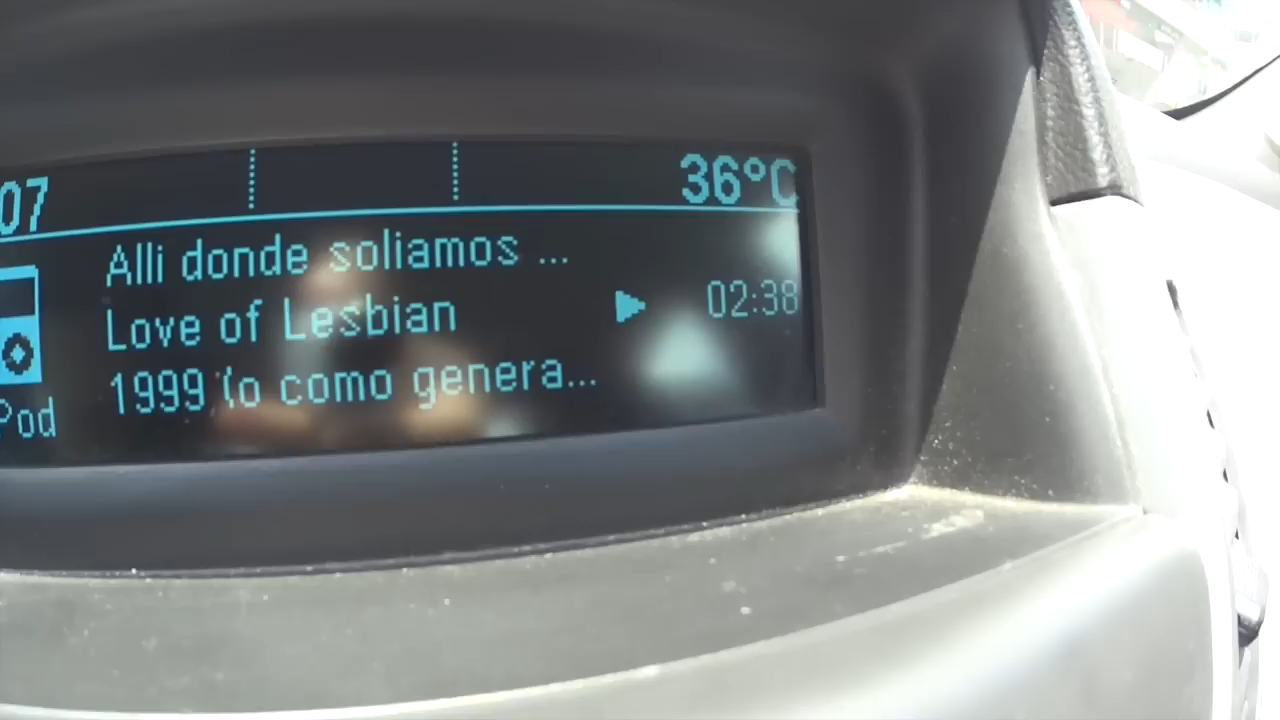 07 36°C
Alli donde soliamos ...
Love of Lesbian 02:38
1999 (o como genera...
Pod